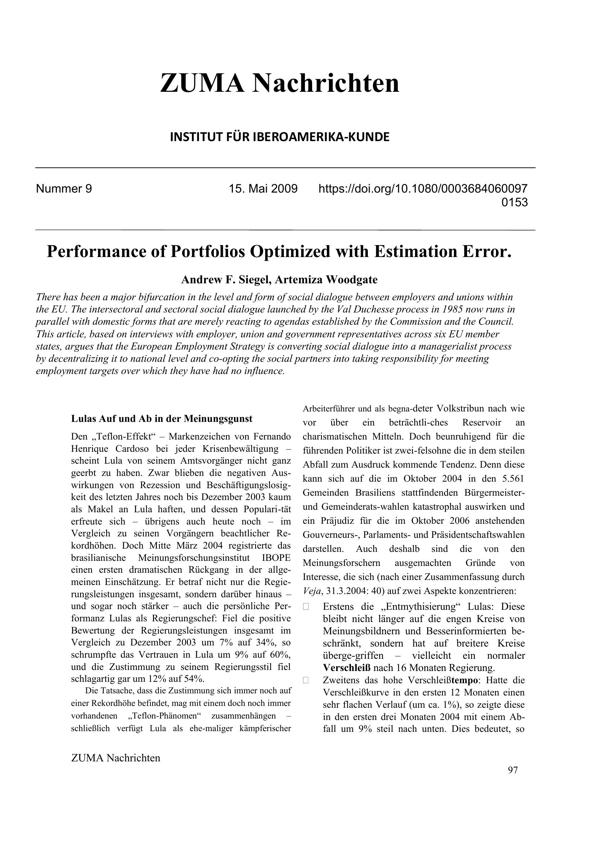 ZUMA Nachrichten
INSTITUT FÜR IBEROAMERIKA-KUNDE
Nummer 9 15. Mai 2009 https://doi.org/10.1080/0003684060097
0153
Performance of Portfolios Optimized with Estimation Error.
Andrew F. Siegel, Artemiza Woodgate
There has been a major bifurcation in the level and form of social dialogue between employers and unions within
the EU. The intersectoral and sectoral social dialogue launched by the Val Duchesse process in 1985 now runs in
parallel with domestic forms that are merely reacting to agendas established by the Commission and the Council.
This article, based on interviews with employer, union and government representatives across six EU member
states, argues that the European Employment Strategy is converting social dialogue into a managerialist process
by decentralizing it to national level and co-opting the social partners into taking responsibility for meeting
employment targets over which they have had no influence.
Lulas Auf und Ab in der Meinungsgunst
Den „Teflon-Effekt“ – Markenzeichen von Fernando
Henrique Cardoso bei jeder Krisenbewältigung –
scheint Lula von seinem Amtsvorgänger nicht ganz
geerbt zu haben. Zwar blieben die negativen Aus-
wirkungen von Rezession und Beschäftigungslosig-
keit des letzten Jahres noch bis Dezember 2003 kaum
als Makel an Lula haften, und dessen Populari-tät
erfreute sich – übrigens auch heute noch – im
Vergleich zu seinen Vorgängern beachtlicher Re-
kordhöhen. Doch Mitte März 2004 registrierte das
brasilianische Meinungsforschungsinstitut IBOPE
einen ersten dramatischen Rückgang in der allge-
meinen Einschätzung. Er betraf nicht nur die Regie-
rungsleistungen insgesamt, sondern darüber hinaus –
und sogar noch stärker – auch die persönliche Per-
formanz Lulas als Regierungschef: Fiel die positive
Bewertung der Regierungsleistungen insgesamt im
Vergleich zu Dezember 2003 um 7% auf 34%, so
schrumpfte das Vertrauen in Lula um 9% auf 60%,
und die Zustimmung zu seinem Regierungsstil fiel
schlagartig gar um 12% auf 54%.
Die Tatsache, dass die Zustimmung sich immer noch auf
einer Rekordhöhe befindet, mag mit einem doch noch immer
vorhandenen „Teflon-Phänomen“ zusammenhängen –
schließlich verfügt Lula als ehe-maliger kämpferischer
Arbeiterführer und als begna-deter Volkstribun nach wie
vor über ein beträchtli-ches Reservoir an
charismatischen Mitteln. Doch beunruhigend für die
führenden Politiker ist zwei-felsohne die in dem steilen
Abfall zum Ausdruck kommende Tendenz. Denn diese
kann sich auf die im Oktober 2004 in den 5.561
Gemeinden Brasiliens stattfindenden Bürgermeister-
und Gemeinderats-wahlen katastrophal auswirken und
ein Präjudiz für die im Oktober 2006 anstehenden
Gouverneurs-, Parlaments- und Präsidentschaftswahlen
darstellen. Auch deshalb sind die von den
Meinungsforschern ausgemachten Gründe von
Interesse, die sich (nach einer Zusammenfassung durch
Veja, 31.3.2004: 40) auf zwei Aspekte konzentrieren:
Erstens die „Entmythisierung“ Lulas: Diese
bleibt nicht länger auf die engen Kreise von
Meinungsbildnern und Besserinformierten be-
schränkt, sondern hat auf breitere Kreise
überge-griffen – vielleicht ein normaler
Verschleiß nach 16 Monaten Regierung.
Zweitens das hohe Verschleißtempo: Hatte die
Verschleißkurve in den ersten 12 Monaten einen
sehr flachen Verlauf (um ca. 1%), so zeigte diese
in den ersten drei Monaten 2004 mit einem Ab-
fall um 9% steil nach unten. Dies bedeutet, so
ZUMA Nachrichten
97